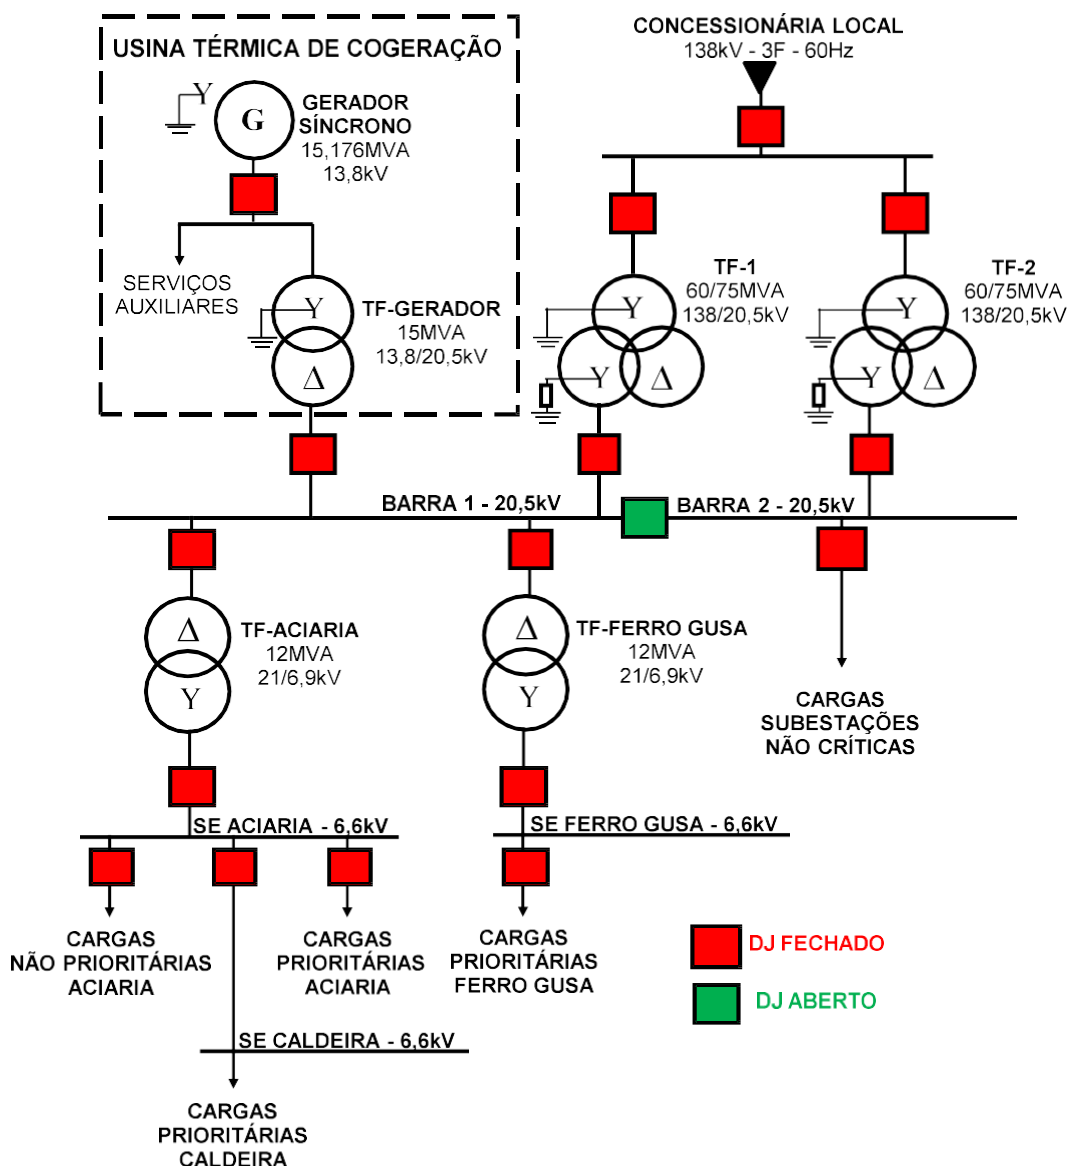 USINA TÉRMICA DE COGERAÇÃO
Y
G
GERADOR
SÍNCRONO
15,176MVA
13,8kV
SERVIÇOS
AUXILIARES
Y
Δ
TF-GERADOR
15MVA
13,8/20,5kV
CONCESSIONÁRIA LOCAL
138kV - 3F - 60Hz
TF-1
60/75MVA
138/20,5kV
Y
Y
Δ
TF-2
60/75MVA
138/20,5kV
Y
Y
Δ
BARRA 1 - 20,5kV
BARRA 2 - 20,5kV
Δ
Y
TF-ACIARIA
12MVA
21/6,9kV
Δ
Y
TF-FERRO GUSA
12MVA
21/6,9kV
CARGAS
SUBESTAÇÕES
NÃO CRÍTICAS
SE ACIARIA - 6,6kV
SE FERRO GUSA - 6,6kV
CARGAS
NÃO PRIORITÁRIAS
ACIARIA
CARGAS
PRIORITÁRIAS
ACIARIA
CARGAS
PRIORITÁRIAS
FERRO GUSA
DJ FECHADO
DJ ABERTO
SE CALDEIRA - 6,6kV
CARGAS
PRIORITÁRIAS
CALDEIRA